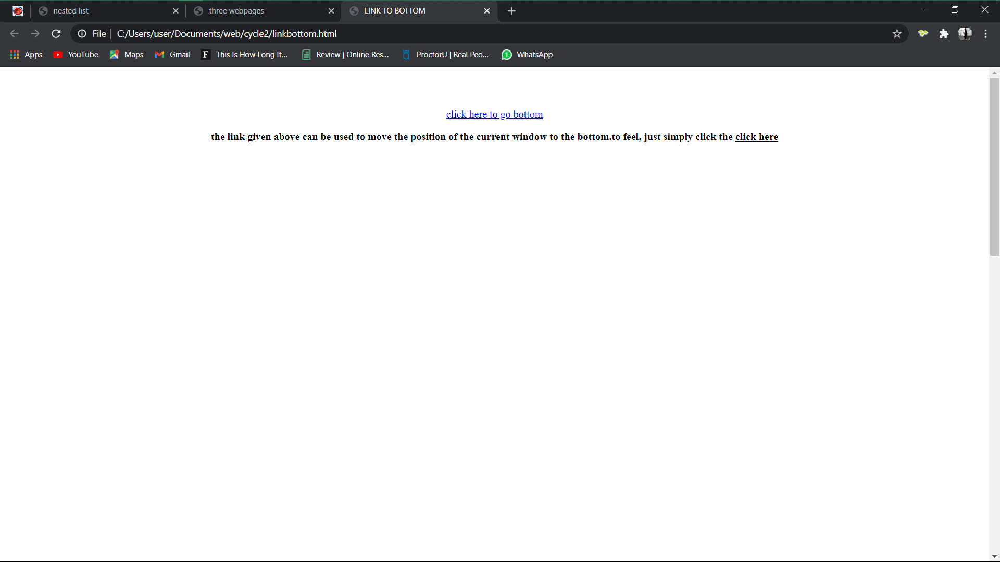 nested list
three webpages
LINK TO BOTTOM
File | C:/Users/user/Documents/web/cycle2/linkbottom.html
Apps YouTube Maps Gmail F This Is How Long It... Review | Online Res... ProctorU | Real Peo... 1 WhatsApp
click here to go bottom
the link given above can be used to move the position of the current window to the bottom.to feel, just simply click the click here